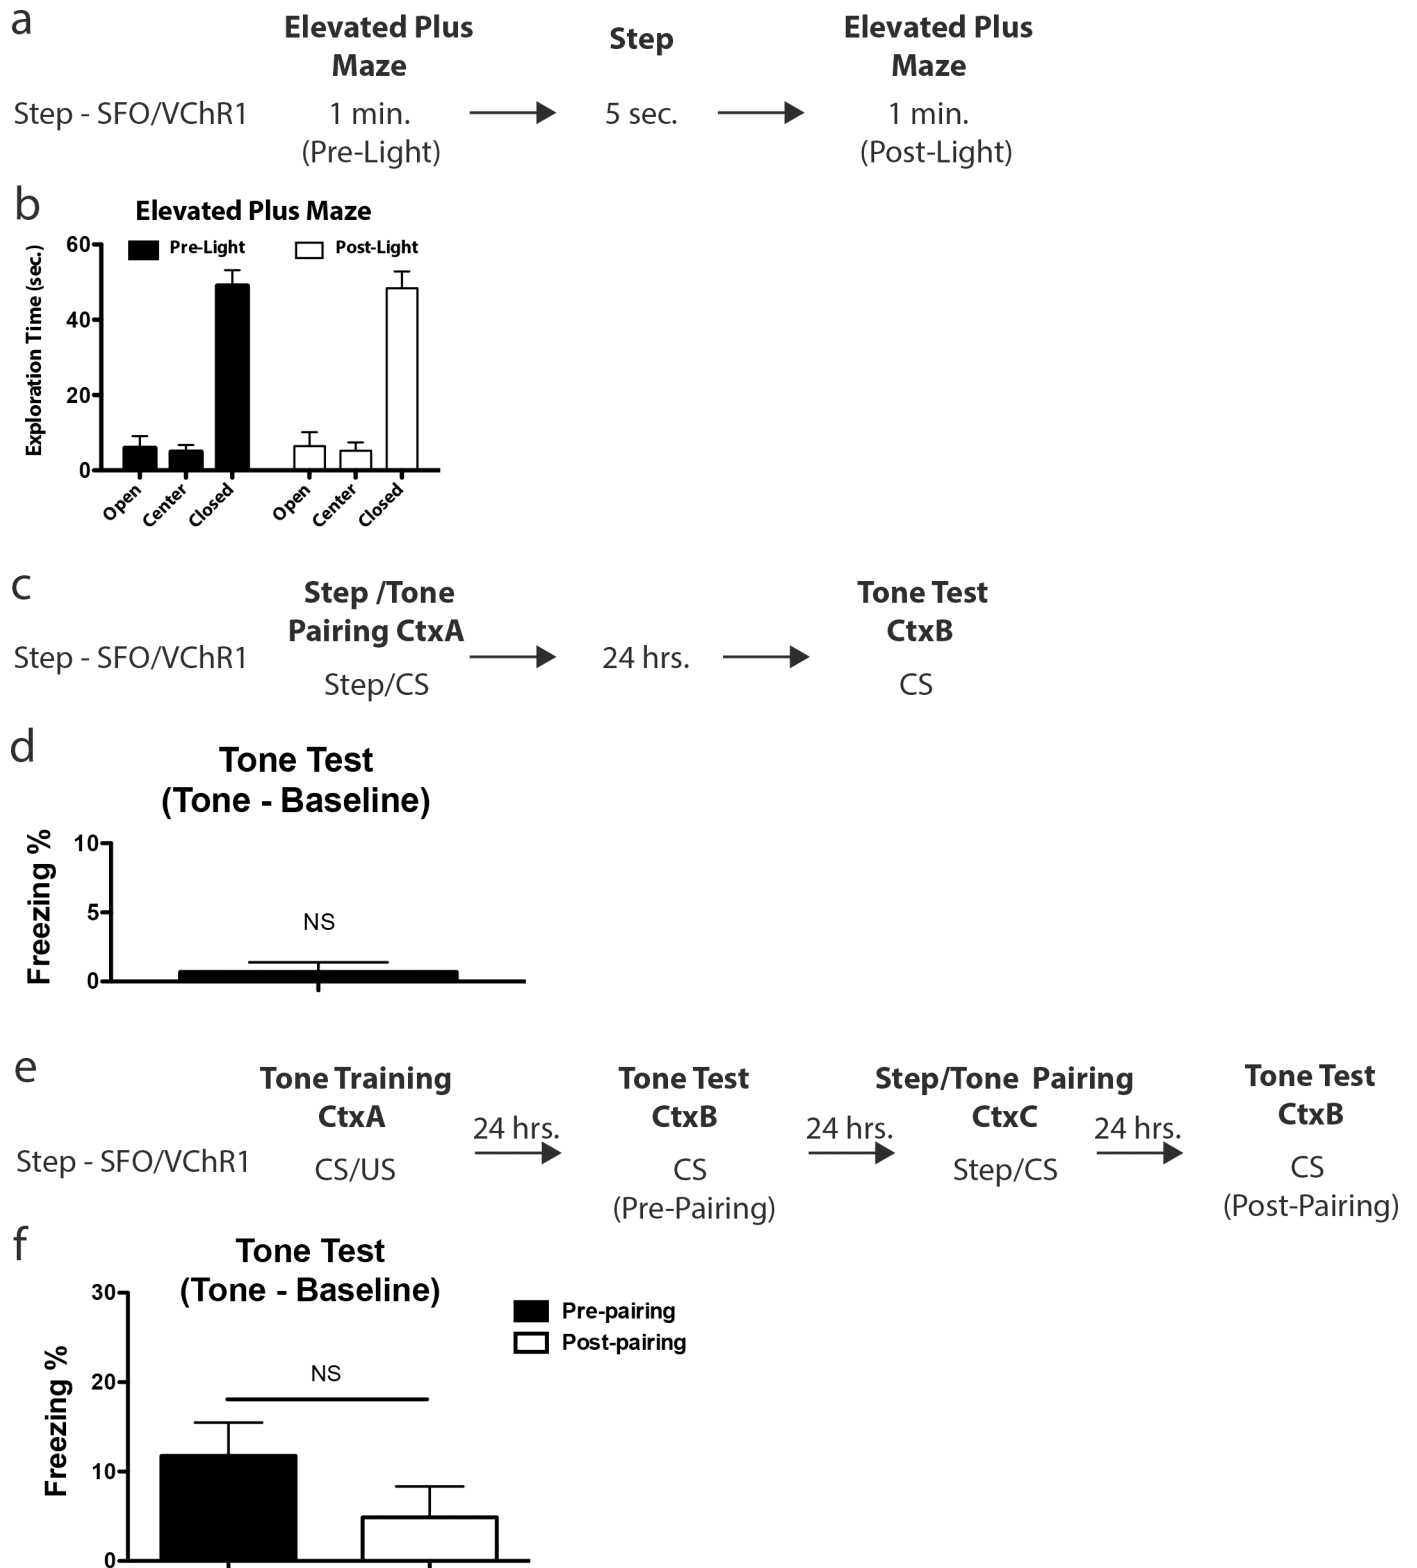 a
Elevated Plus
Maze
Step
Elevated Plus
Maze
Step - SFO/VChR1
1 min.
5 sec.
1 min.
(Pre-Light)
(Post-Light)
b
Elevated Plus Maze
Pre-Light
Post-Light
Exploration Time (sec.)
60
40
20
0
Open
Center
Closed
Open
Center
Closed
c
Step /Tone
Pairing CtxA
Tone Test
CtxB
Step - SFO/VChR1
24 hrs.
Step/CS
CS
d
Tone Test
(Tone - Baseline)
Freezing %
10
5
0
NS
e
Tone Training
CtxA
Tone Test
CtxB
Step/Tone Pairing
CtxC
Tone Test
CtxB
24 hrs.
24 hrs.
24 hrs.
Step - SFO/VChR1
CS/US
CS
(Pre-Pairing)
Step/CS
CS
(Post-Pairing)
f
Tone Test
(Tone - Baseline)
Pre-pairing
Post-pairing
Freezing %
30
20
10
0
NS